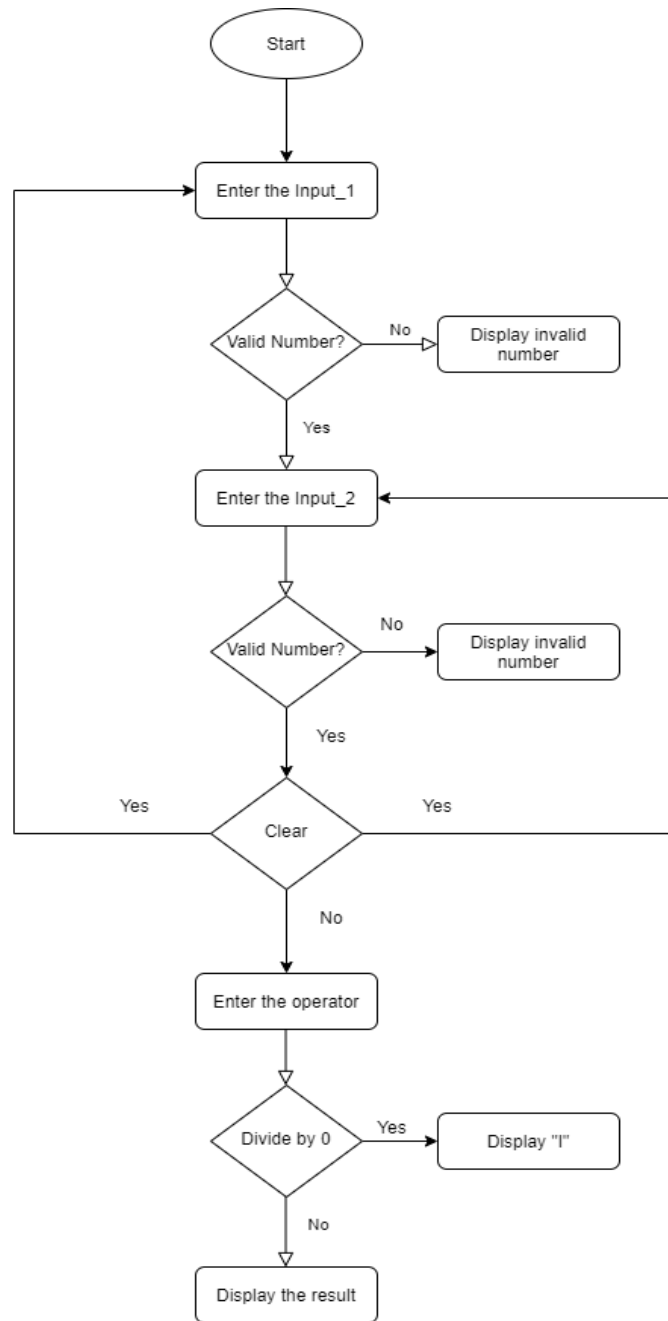 Start
Enter the Input_1
Valid Number?
No
Display invalid
number
Yes
Enter the Input_2
Valid Number?
No
Display invalid
number
Yes
Yes
Clear
Yes
No
Enter the operator
Divide by 0
Yes
Display "I"
No
Display the result